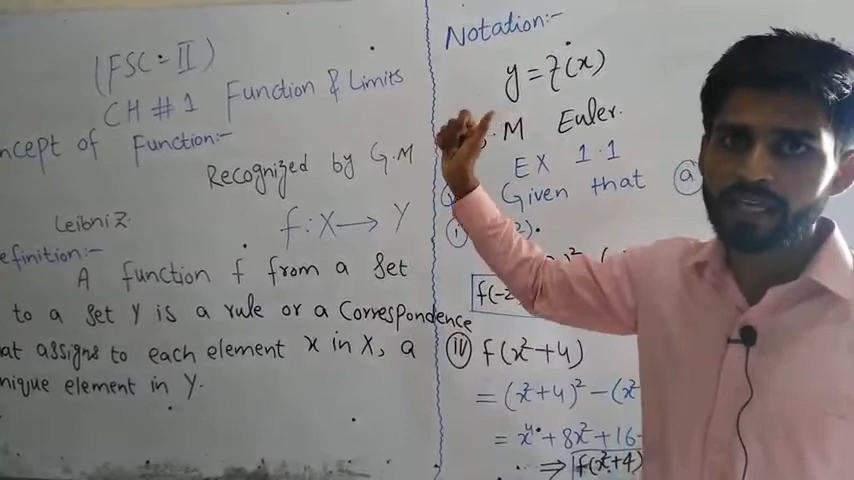 (FSC-II)
CH #1 Function & Limits
ncept of Function:-
Recognized by G.M
Leibniz.
f: X → Y
efinition:-
A function f from a set
to a set Y is a rule or a Correspondence
at assigns to each element x in X, a
nique element in Y.
Notation:-
y = f(x)
M Euler.
EX 1.1
Given that (a)
(i)
f(-2
(iv) f(x²+4)
= (x²+4)² - (x²
= x⁴ + 8x² + 16 -
⇒ f(x²+4)